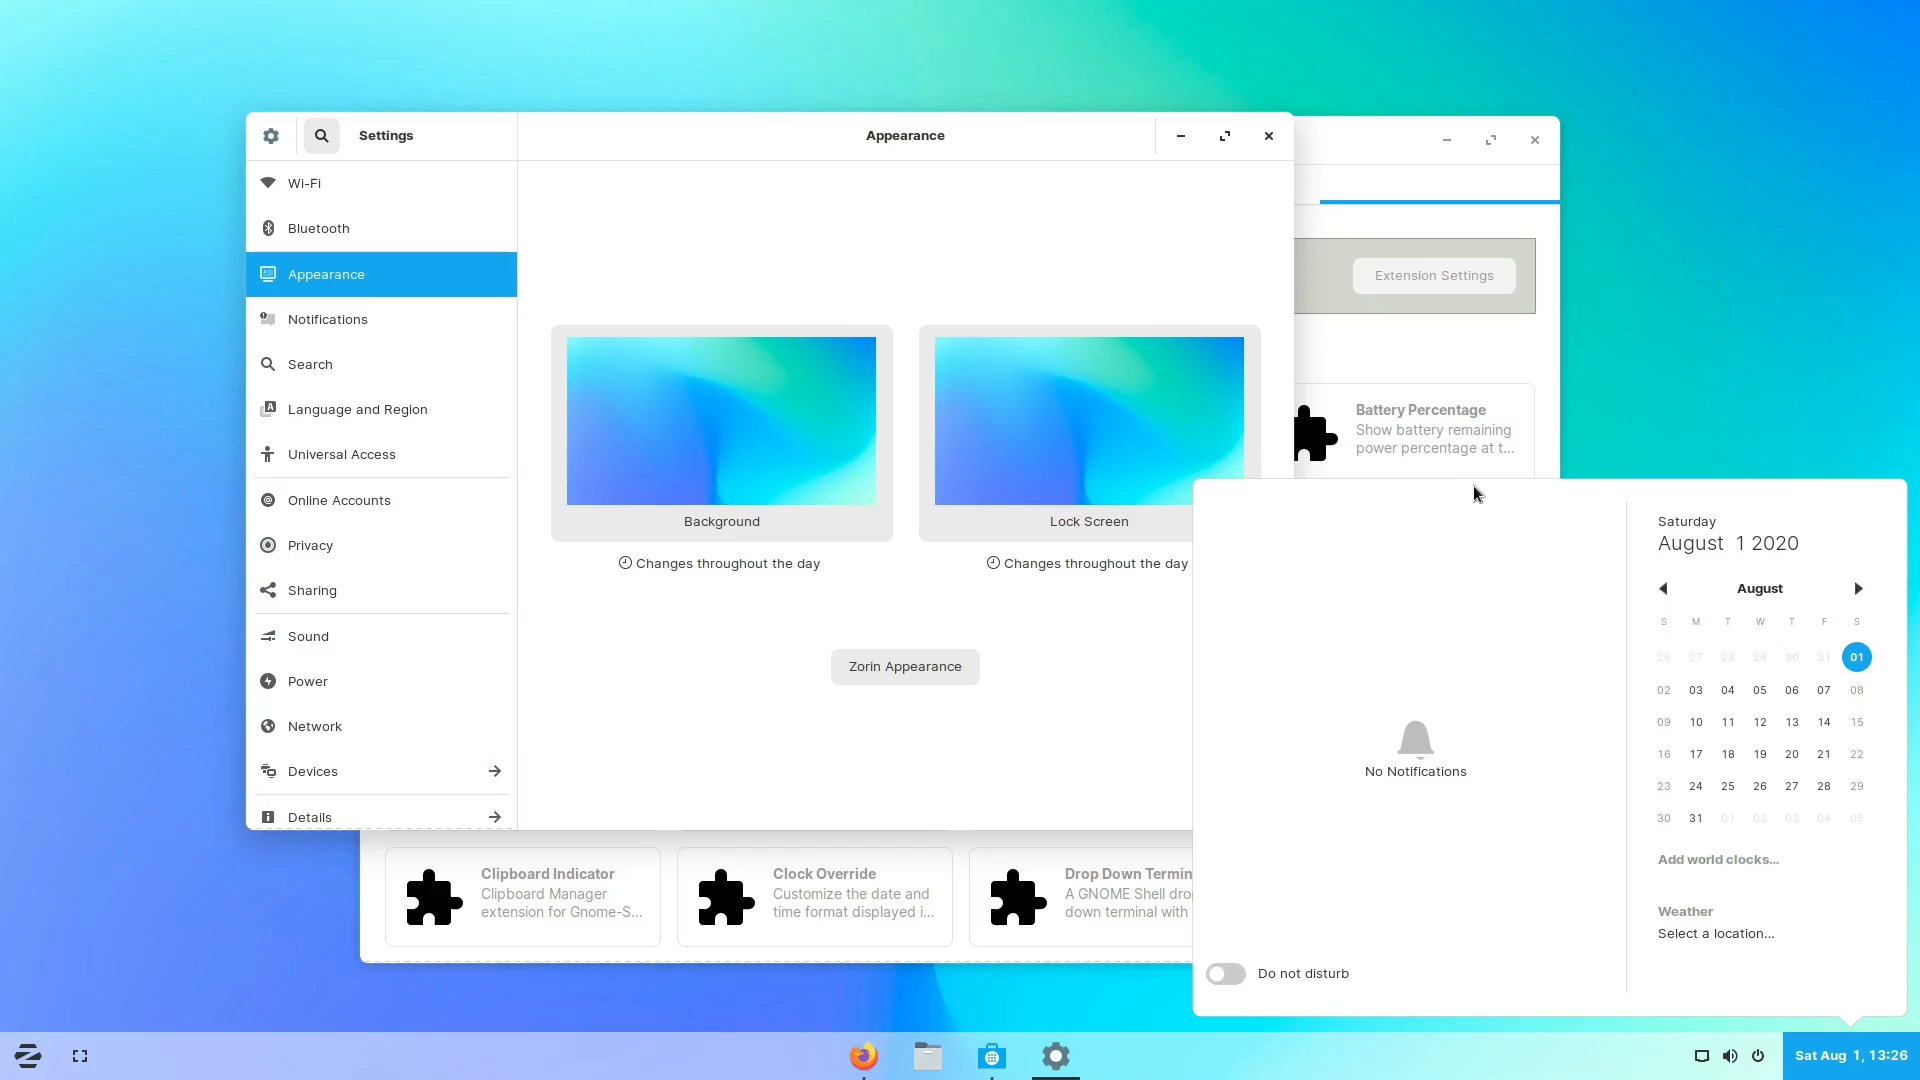 Settings
Appearance
Wi-Fi
Bluetooth
Appearance
Notifications
Search
Language and Region
Universal Access
Online Accounts
Privacy
Sharing
Sound
Power
Network
Devices
Details
Background
Changes throughout the day
Lock Screen
Changes throughout the day
Zorin Appearance
Extension Settings
Battery Percentage
Show battery remaining
power percentage at t...
Clipboard Indicator
Clipboard Manager
extension for Gnome-S...
Clock Override
Customize the date and
time format displayed i...
Drop Down Termin
A GNOME Shell dro
down terminal with
No Notifications
Do not disturb
Saturday
August 1 2020
August
S M T W T F S
26 27 28 29 30 31 01
02 03 04 05 06 07 08
09 10 11 12 13 14 15
16 17 18 19 20 21 22
23 24 25 26 27 28 29
30 31 01 02 03 04 05
Add world clocks...
Weather
Select a location...
Sat Aug 1, 13:26